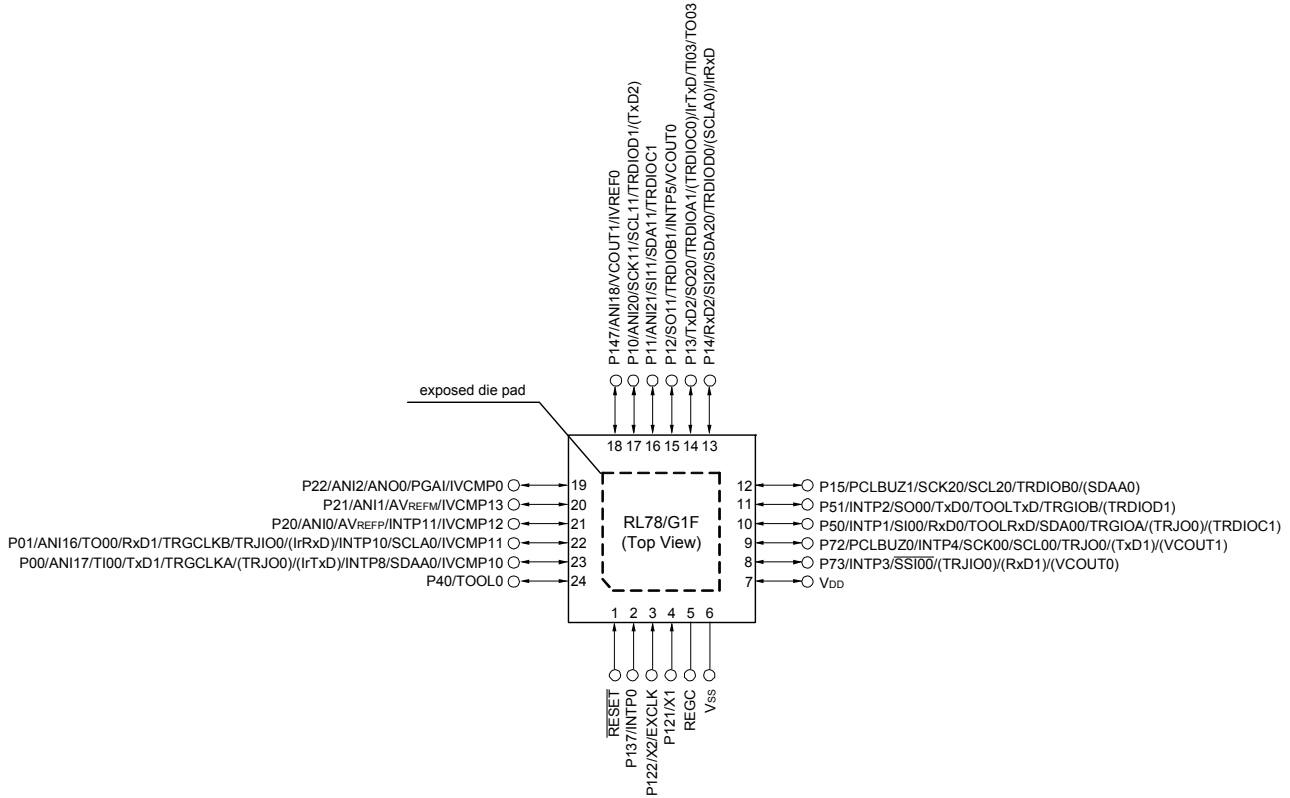 P147/ANI18/VCOUT1/IVREF0
P10/ANI20/SCK11/SCL11/TRDIOD1/(TxD2)
P11/ANI21/SI11/SDA11/TRDIOC1
P12/SO11/TRDIOB1/INTP5/VCOUT0
P13/TxD2/SO20/TRDIOA1/(TRDIOC0)/IrTxD/TI03/TO03
P14/RxD2/SI20/SDA20/TRDIOD0/(SCLA0)/IrRxD
exposed die pad
18 17 16 15 14 13
P22/ANI2/ANO0/PGAI/IVCMP0 19
P21/ANI1/AVREFM/IVCMP13 20
P20/ANI0/AVREFP/INTP11/IVCMP12 21
P01/ANI16/TO00/RxD1/TRGCLKB/TRJIO0/(IrRxD)/INTP10/SCLA0/IVCMP11 22
P00/ANI17/TI00/TxD1/TRGCLKA/(TRJO0)/(IrTxD)/INTP8/SDAA0/IVCMP10 23
P40/TOOL0 24
RL78/G1F
(Top View)
12 P15/PCLBUZ1/SCK20/SCL20/TRDIOB0/(SDAA0)
11 P51/INTP2/SO00/TxD0/TOOLTxD/TRGIOB/(TRDIOD1)
10 P50/INTP1/SI00/RxD0/TOOLRxD/SDA00/TRGIOA/(TRJO0)/(TRDIOC1)
9 P72/PCLBUZ0/INTP4/SCK00/SCL00/TRJO0/(TxD1)/(VCOUT1)
8 P73/INTP3/SSI00/(TRJIO0)/(RxD1)/(VCOUT0)
7 VDD
1 2 3 4 5 6
RESET
P137/INTP0
P122/X2/EXCLK
P121/X1
REGC
Vss